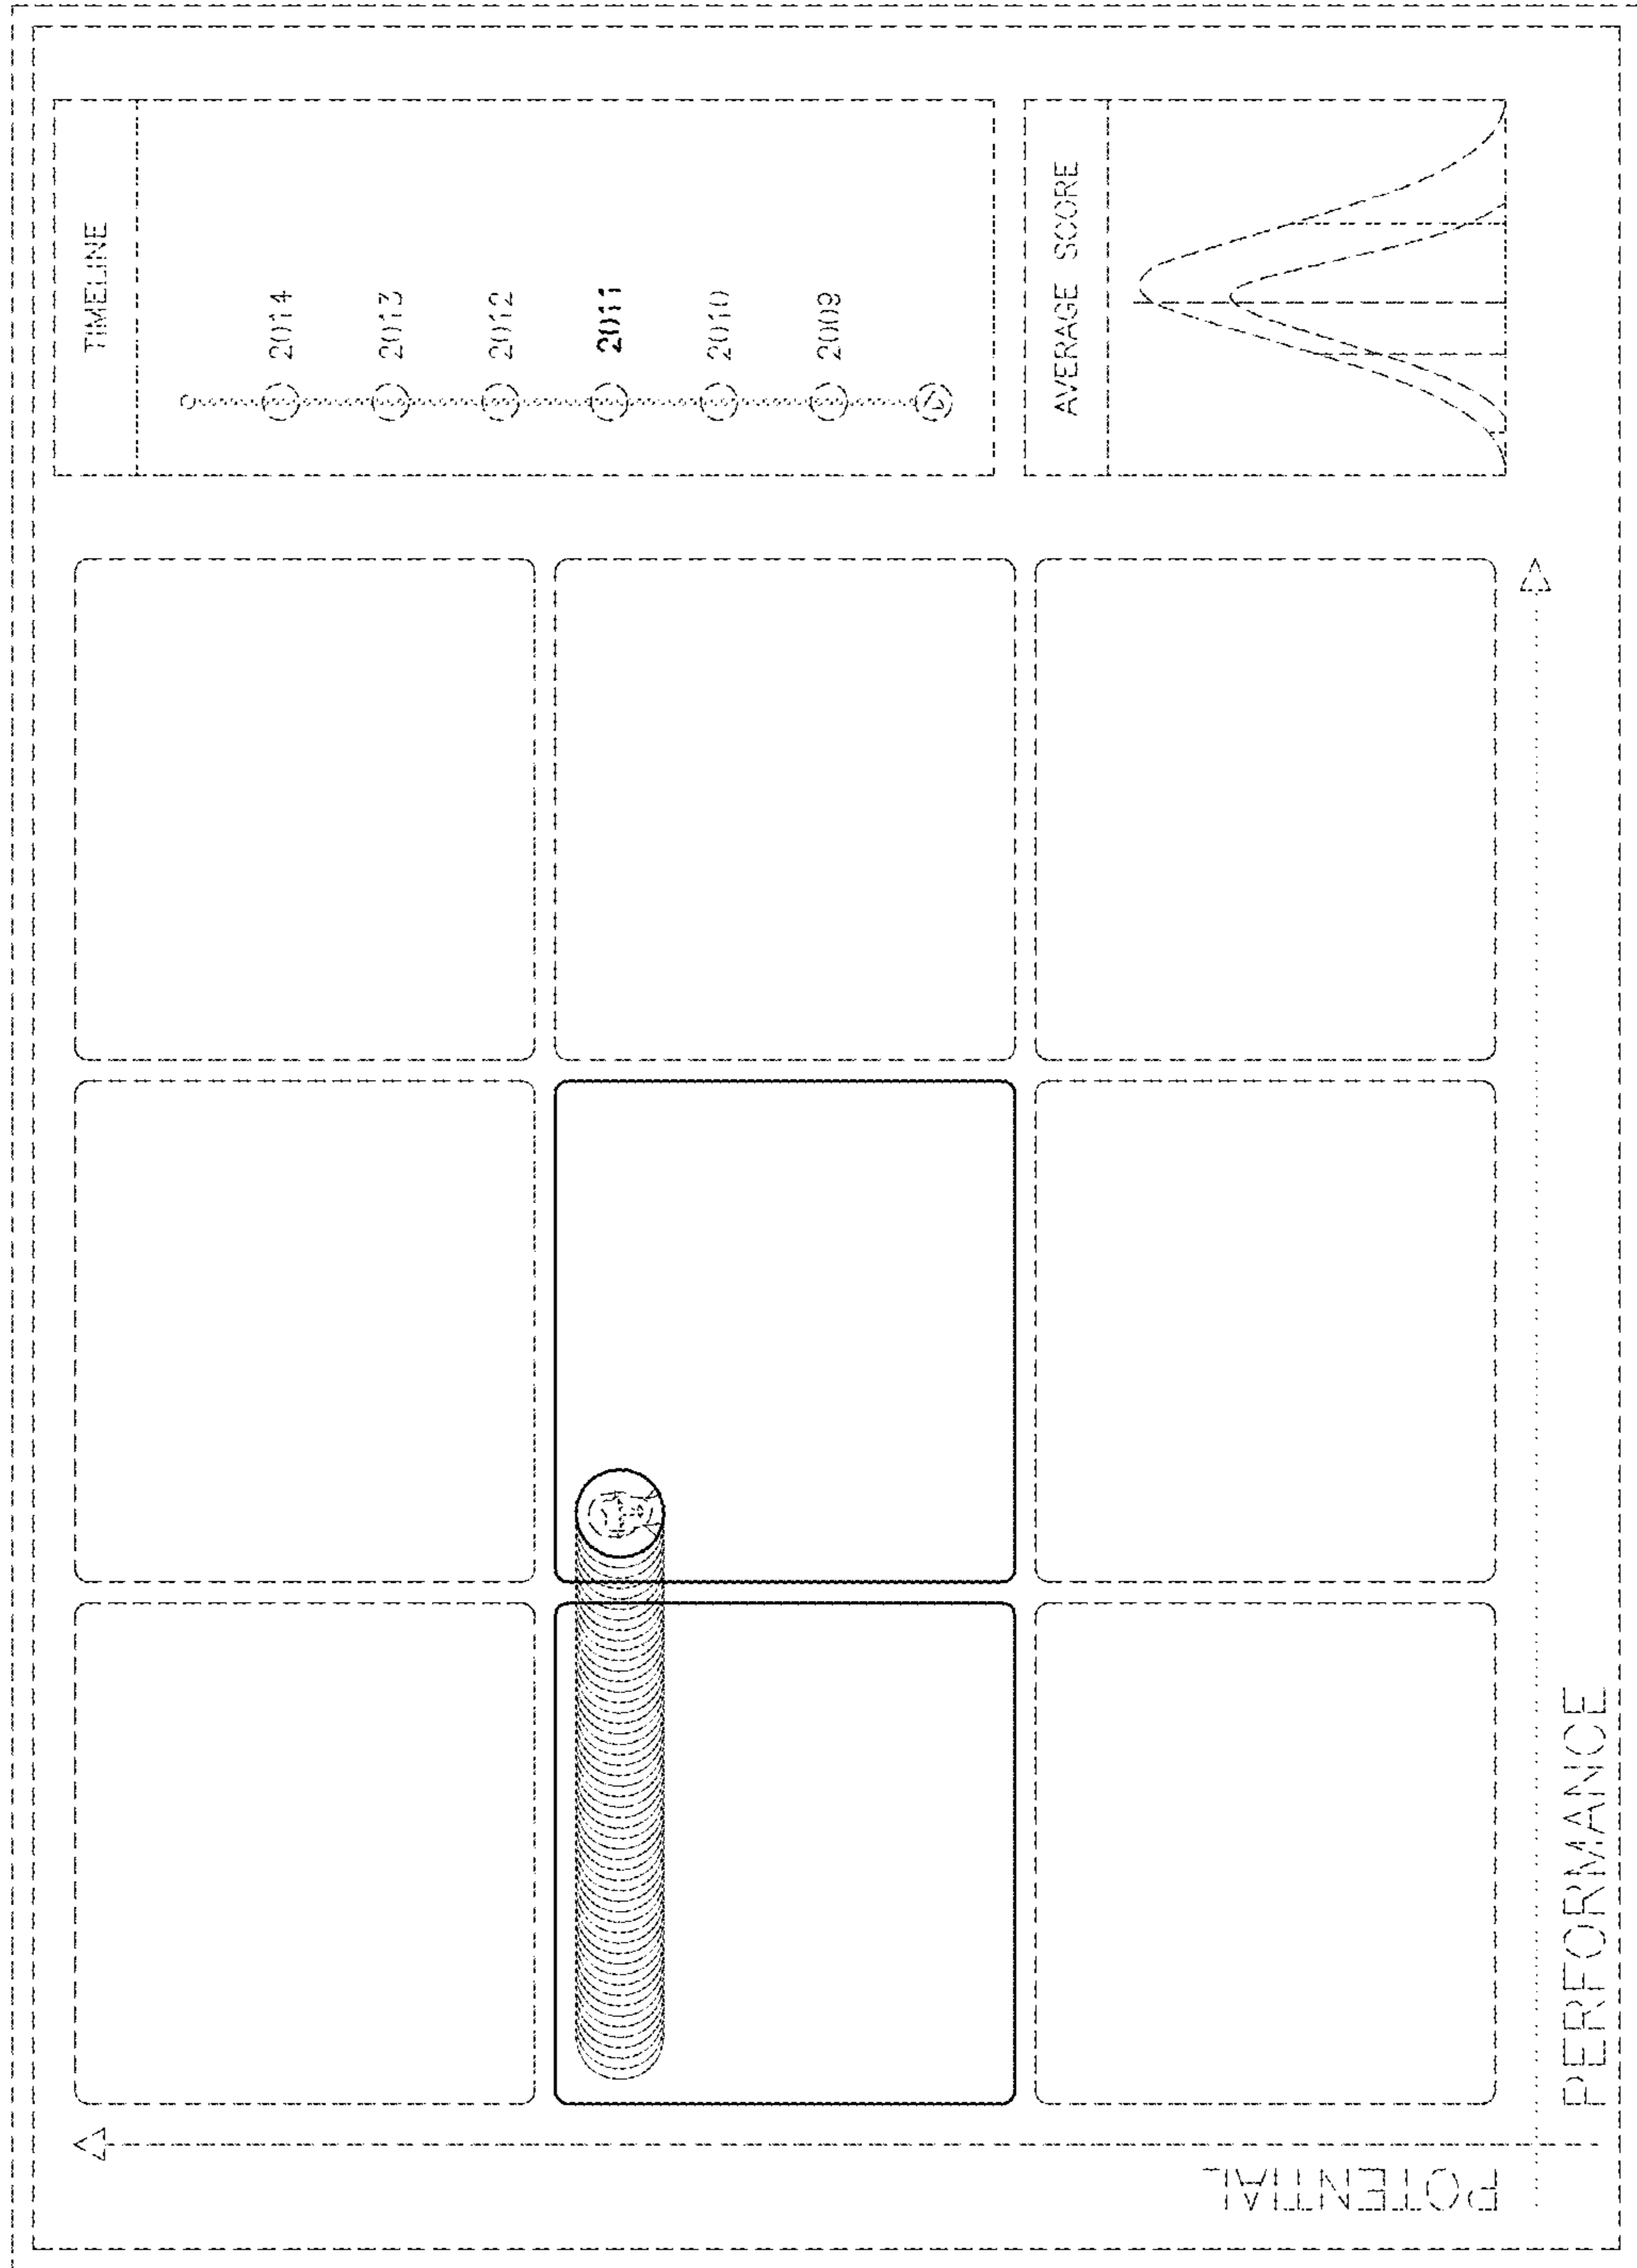 TIMELINE
2014
2013
2012
2011
2010
2009
AVERAGE SCORE
POTENTIAL
PERFORMANCE